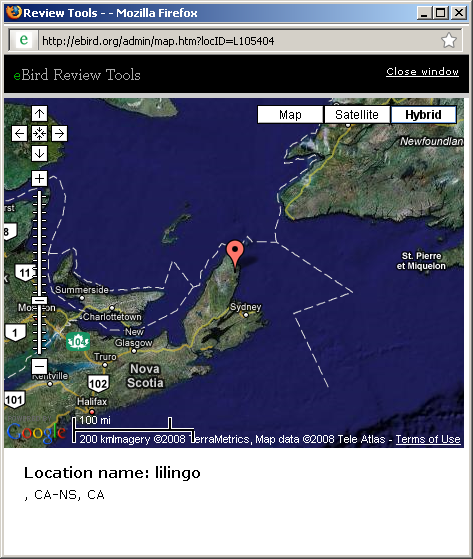 Review Tools - - Mozilla Firefox
e http://ebird.org/admin/map.htm?locID=L105404
eBird Review Tools Close window
Map Satellite Hybrid
Newfoundlan
8
St. Pierre
et Miquelon
11
Summerside
Sydney
Charlottetown
1
New
Glasgow
104
Truro
Nova
Scotia
Kentville
102
101
Halifax
100 mi
Google
200 km Imagery ©2008 TerraMetrics, Map data ©2008 Tele Atlas - Terms of Use
Location name: lilingo
, CA-NS, CA